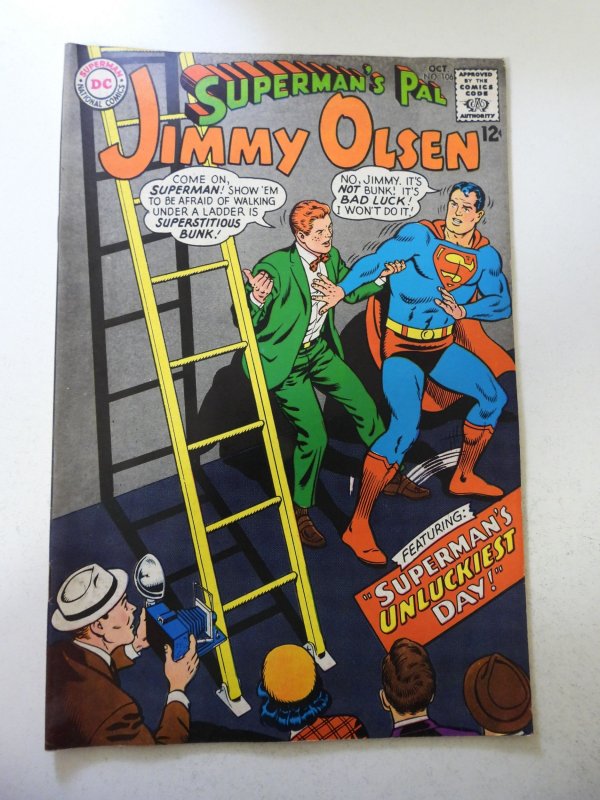 SUPERMAN
DC
NATIONAL COMICS
SUPERMAN'S PAL
JIMMY OLSEN
OCT
NO. 106
APPROVED
BY THE
COMICS
CODE
AUTHORITY
12¢
COME ON,
SUPERMAN! SHOW 'EM
TO BE AFRAID OF WALKING
UNDER A LADDER IS
SUPERSTITIOUS
BUNK!
NO, JIMMY. IT'S
NOT BUNK! IT'S
BAD LUCK!
I WON'T DO IT!
S
FEATURING:
"SUPERMAN'S
UNLUCKIEST
DAY!"